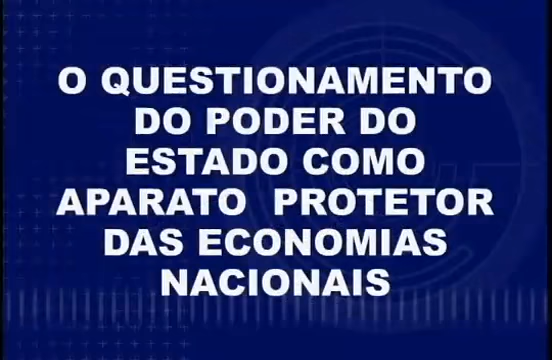 O QUESTIONAMENTO
DO PODER DO
ESTADO COMO
APARATO PROTETOR
DAS ECONOMIAS
NACIONAIS